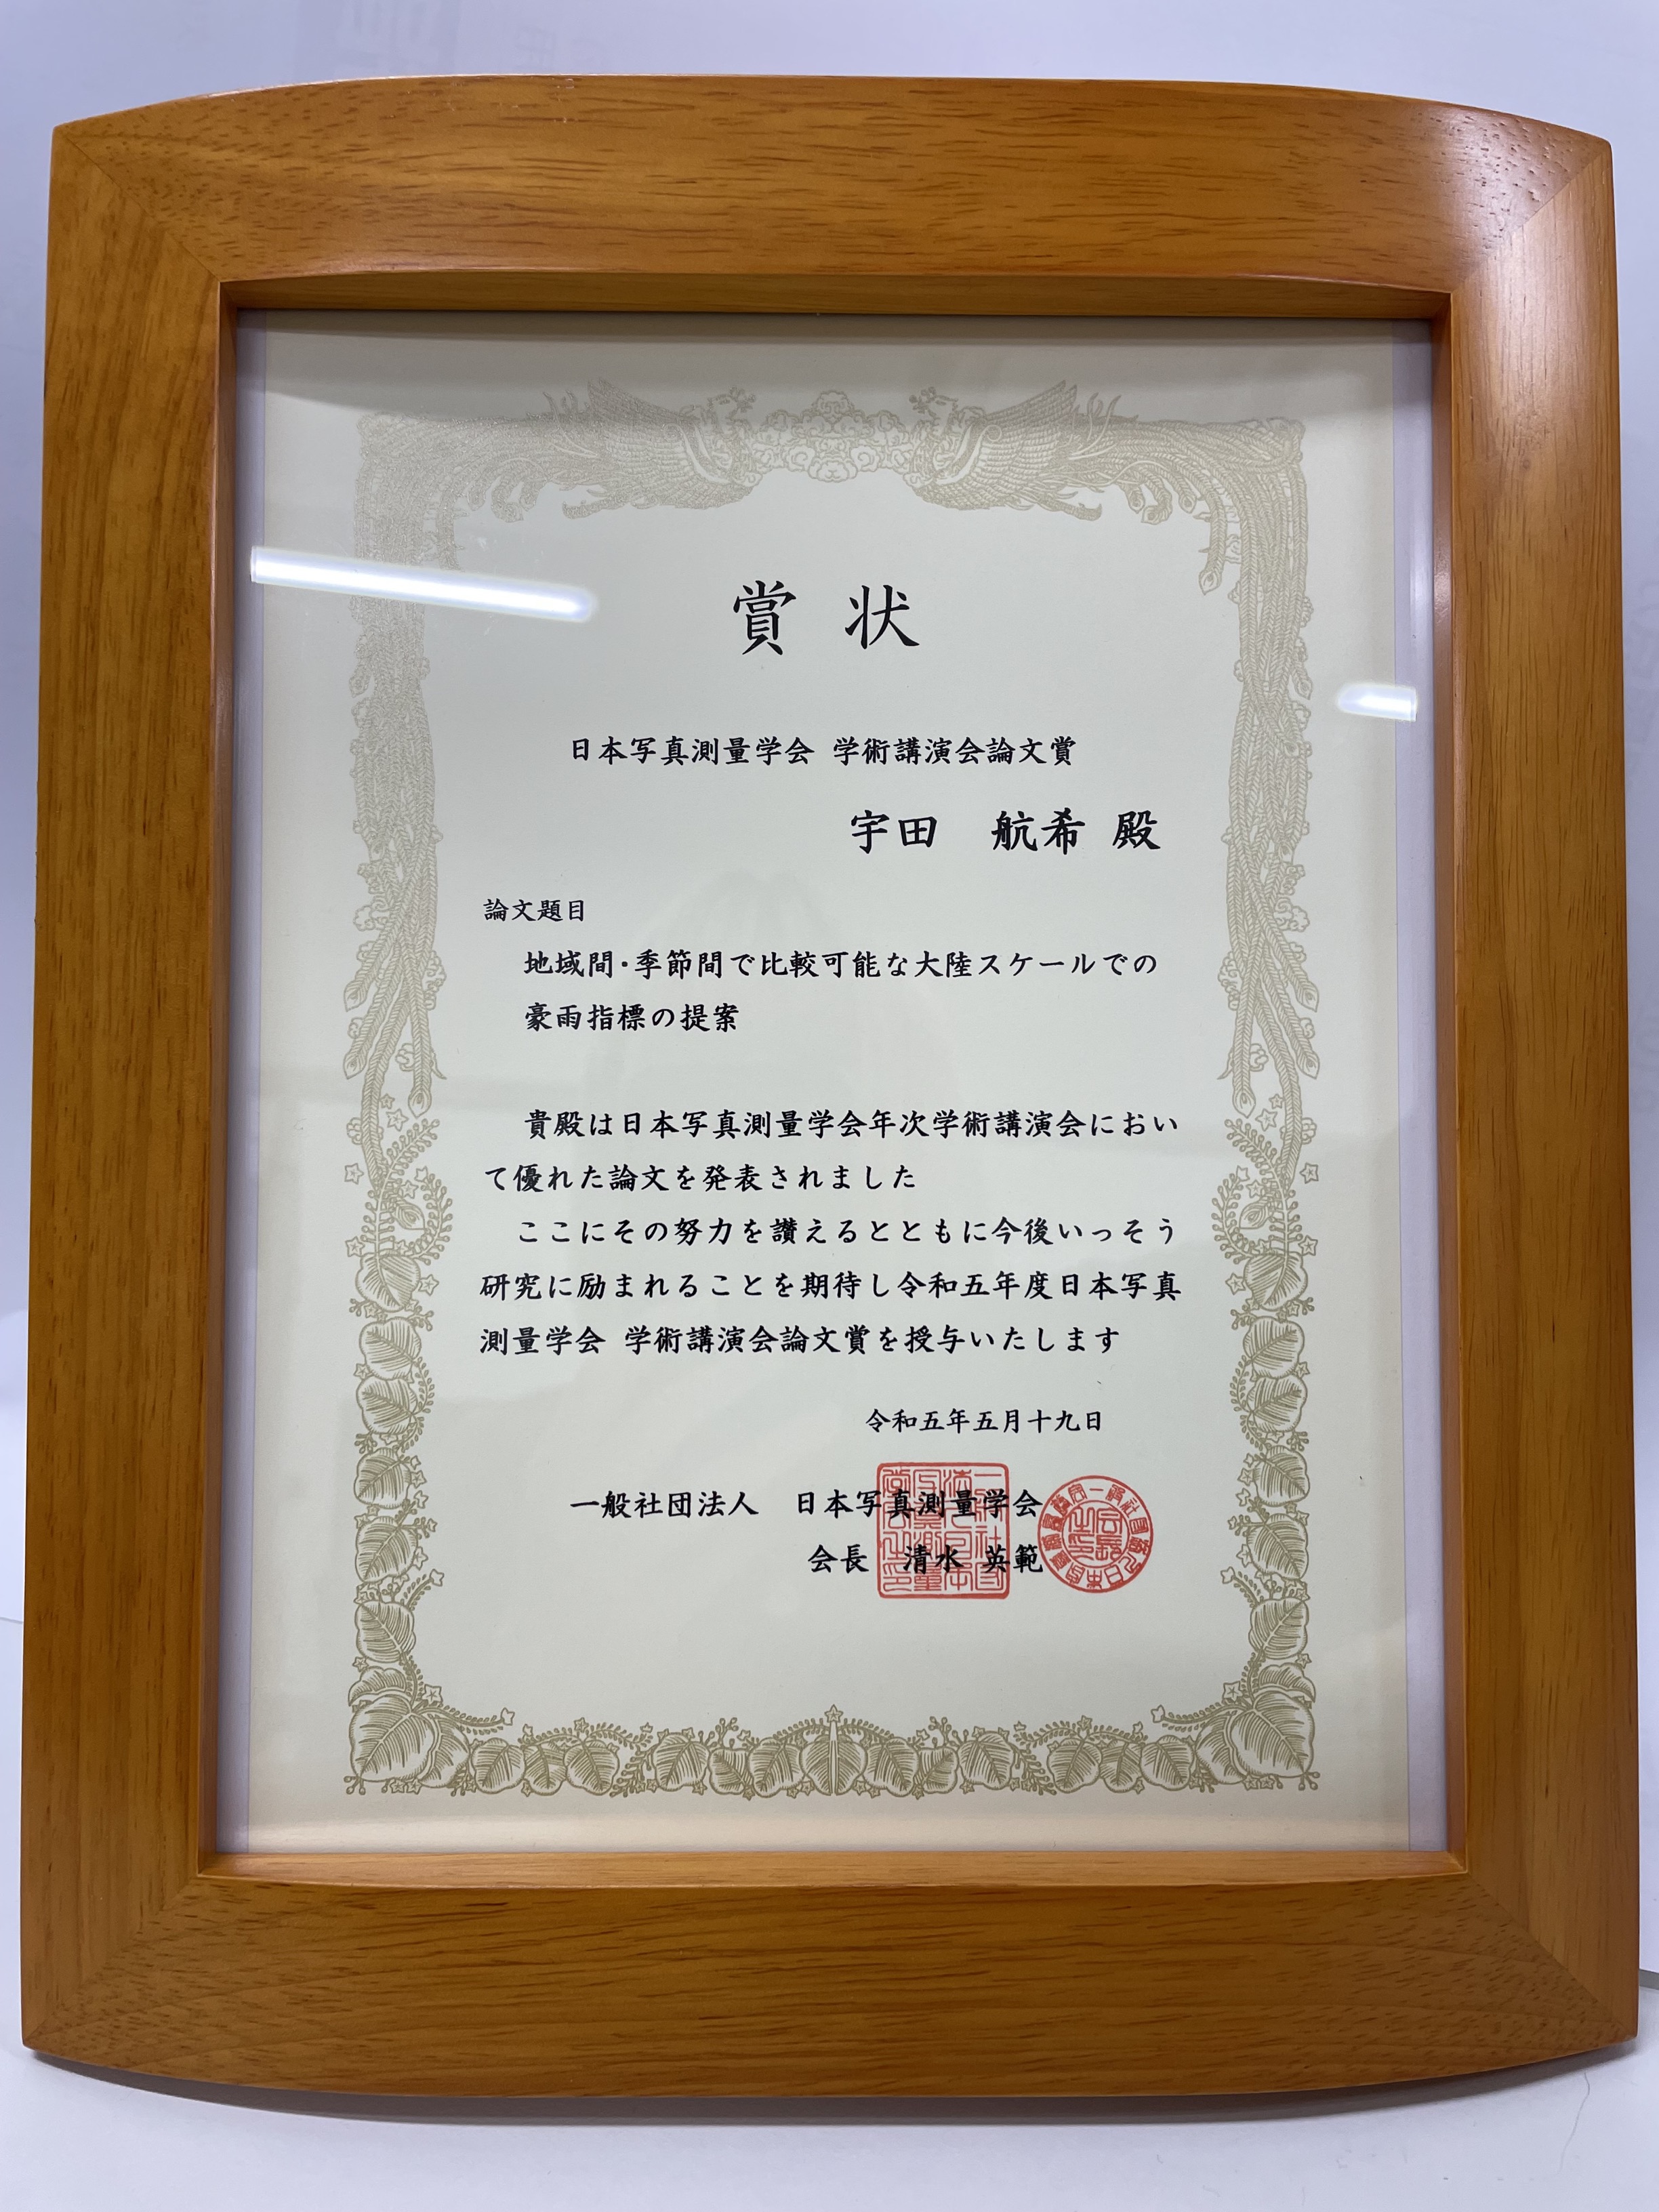 賞状
日本写真測量学会 学術講演会論文賞
宇田　航希 殿
論文題目
地域間・季節間で比較可能な大陸スケールでの
豪雨指標の提案
貴殿は日本写真測量学会年次学術講演会におい
て優れた論文を発表されました
ここにその努力を讃えるとともに今後いっそう
研究に励まれることを期待し令和五年度日本写真
測量学会 学術講演会論文賞を授与いたします
令和五年五月十九日
一般社団法人　日本写真測量学会
会長　清水 英範